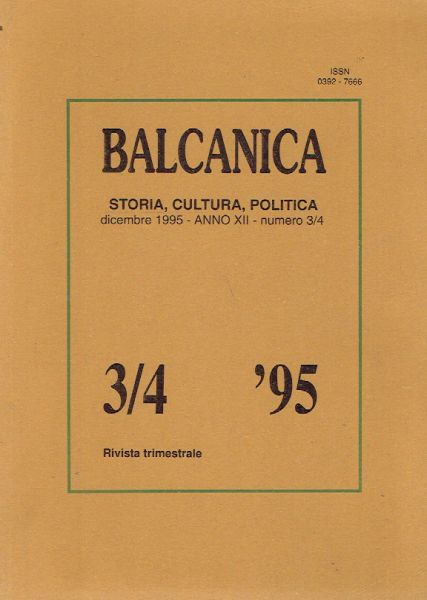 ISSN
0392 - 7666
BALCANICA
STORIA, CULTURA, POLITICA
dicembre 1995 - ANNO XII - numero 3/4
3/4 '95
Rivista trimestrale